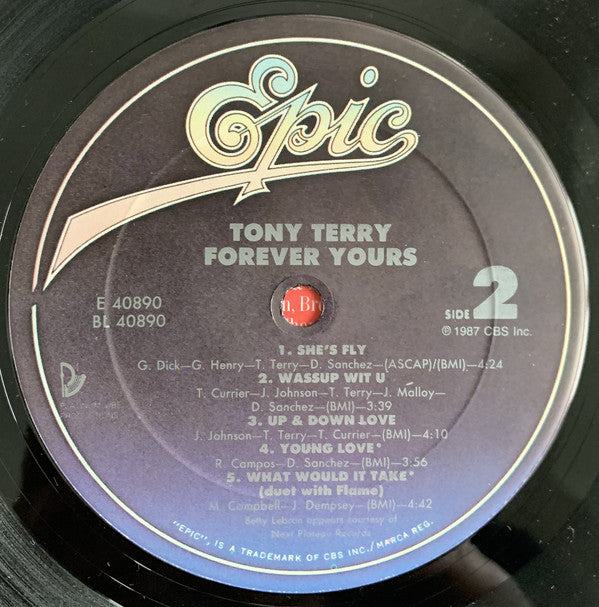 Epic
TONY TERRY
FOREVER YOURS
E 40890
BL 40890
n, Br
SIDE 2
℗ 1987 CBS Inc.
1. SHE'S FLY
G. Dick—G. Henry—T. Terry—D. Sanchez—(ASCAP)/(BMI)—4:24
2. WASSUP WIT U
T. Currier—J. Johnson—T. Terry—J. Malloy—
D. Sanchez—(BMI)—3:39
3. UP & DOWN LOVE
J. Johnson—T. Terry—T. Currier—(BMI)—4:10
4. YOUNG LOVE*
R. Campos—D. Sanchez—(BMI)—3:56
5. WHAT WOULD IT TAKE*
(duet with Flame)
M. Campbell—J. Dempsey—(BMI)—4:42
Betty Lebron appears courtesy of
Next Plateau Records
"EPIC", IS A TRADEMARK OF CBS INC./MARCA REG.